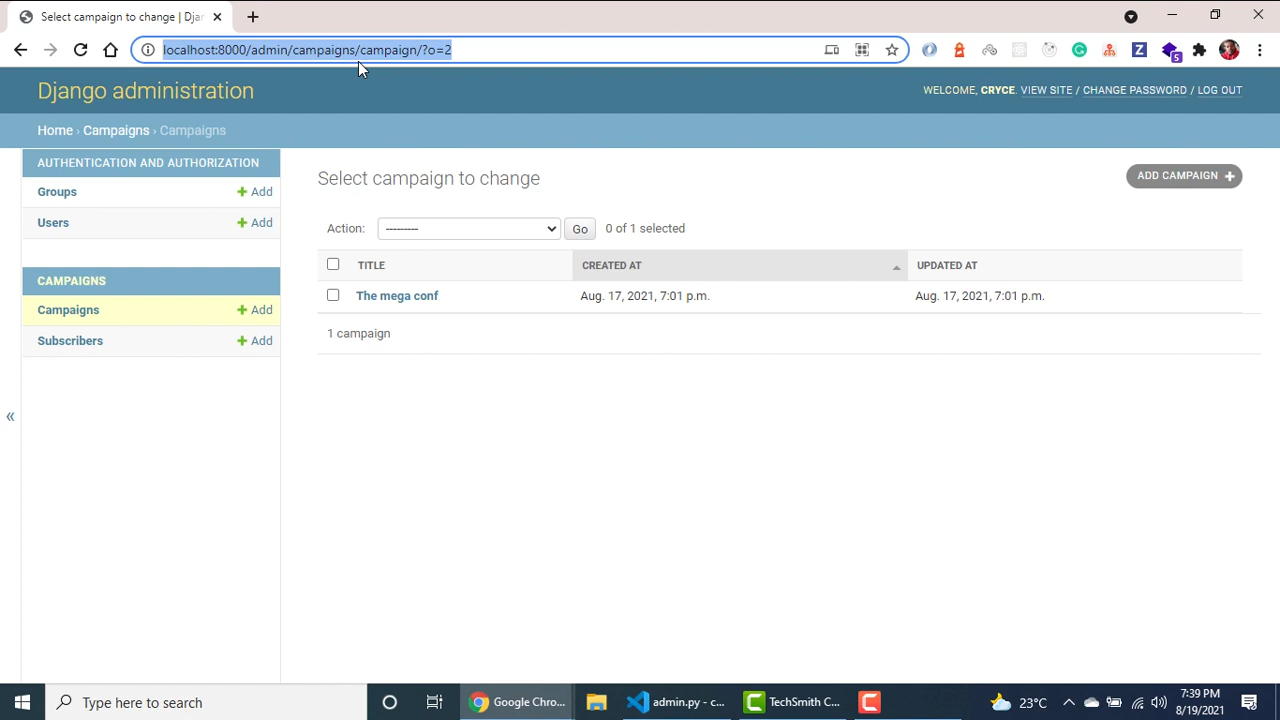 Select campaign to change | Dja
localhost:8000/admin/campaigns/campaign/?o=2
Z
5
Django administration
WELCOME, CRYCE. VIEW SITE / CHANGE PASSWORD / LOG OUT
Home › Campaigns › Campaigns
AUTHENTICATION AND AUTHORIZATION
Groups + Add
Users + Add
CAMPAIGNS
Campaigns + Add
Subscribers + Add
«
Select campaign to change
ADD CAMPAIGN +
Action: --------- Go 0 of 1 selected
TITLE CREATED AT UPDATED AT
The mega conf Aug. 17, 2021, 7:01 p.m. Aug. 17, 2021, 7:01 p.m.
1 campaign
Type here to search
Google Chro...
admin.py - c...
TechSmith C...
23°C
7:39 PM
8/19/2021